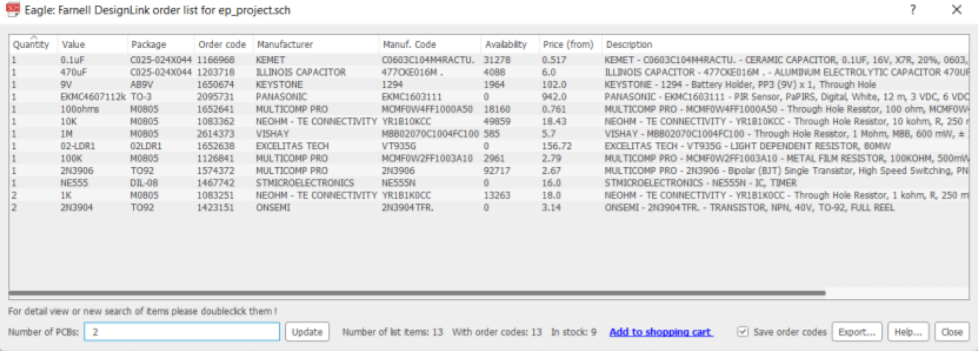 Eagle: Farnell DesignLink order list for ep_project.sch ? ×
Quantity Value Package Order code Manufacturer Manuf. Code Availability Price (from) Description
1 0.1uF C025-024X044 1166968 KEMET C0603C104M4RACTU. 31278 0.517 KEMET - C0603C104M4RACTU. - CERAMIC CAPACITOR, 0.1UF, 16V, X7R, 20%, 0603,
1 470uF C025-024X044 1203718 ILLINOIS CAPACITOR 477CKE016M . 4088 6.0 ILLINOIS CAPACITOR - 477CKE016M . - ALUMINUM ELECTROLYTIC CAPACITOR 470UF
1 9V AB9V 1650674 KEYSTONE 1294 1964 102.0 KEYSTONE - 1294 - Battery Holder, PP3 (9V) x 1, Through Hole
1 EKMC4607112k TO-3 2095731 PANASONIC EKMC1603111 0 942.0 PANASONIC - EKMC1603111 - PIR Sensor, PaPIRS, Digital, White, 12 m, 3 VDC, 6 VDC
1 100ohms M0805 1652641 MULTICOMP PRO MCMF0W4FF1000A50 18160 0.761 MULTICOMP PRO - MCMF0W4FF1000A50 - Through Hole Resistor, 100 ohm, MC
1 10K M0805 1083362 NEOHM - TE CONNECTIVITY YR1B10KCC 49859 18.43 NEOHM - TE CONNECTIVITY - YR1B10KCC - Through Hole Resistor, 10 kohm, R, 250
1 1M M0805 2614373 VISHAY MBB02070C1004FC100 585 5.7 VISHAY - MBB02070C1004FC100 - Through Hole Resistor, 1 Mohm, MBB, 600 mW, ±
1 02-LDR1 02LDR1 1652638 EXCELITAS TECH VT935G 0 156.72 EXCELITAS TECH - VT935G - LIGHT DEPENDENT RESISTOR, 80MW
1 100K M0805 1126841 MULTICOMP PRO MCMF0W2FF1003A10 2961 2.79 MULTICOMP PRO - MCMF0W2FF1003A10 - METAL FILM RESISTOR, 100KOHM, 500mW
1 2N3906 TO92 1574372 MULTICOMP PRO 2N3906 92717 2.67 MULTICOMP PRO - 2N3906 - Bipolar (BJT) Single Transistor, High Speed Switching, PN
1 NE555 DIL-08 1467742 STMICROELECTRONICS NE555N 0 16.0 STMICROELECTRONICS - NE555N - IC, TIMER
2 1K M0805 1083251 NEOHM - TE CONNECTIVITY YR1B1K0CC 13263 18.0 NEOHM - TE CONNECTIVITY - YR1B1K0CC - Through Hole Resistor, 1 kohm, R, 250 m
2 2N3904 TO92 1423151 ONSEMI 2N3904TFR. 0 3.14 ONSEMI - 2N3904TFR. - TRANSISTOR, NPN, 40V, TO-92, FULL REEL
For detail view or new search of items please doubleclick them !
Number of PCBs: 2 Update Number of list items: 13 With order codes: 13 In stock: 9 Add to shopping cart Save order codes Export... Help... Close